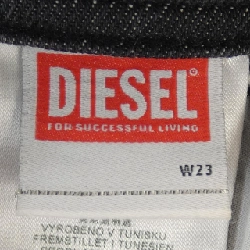 DIESEL®
FOR SUCCESSFUL LIVING
W23
VYROBENO V TUNISKU
FREMSTILLET I TUNESIEN